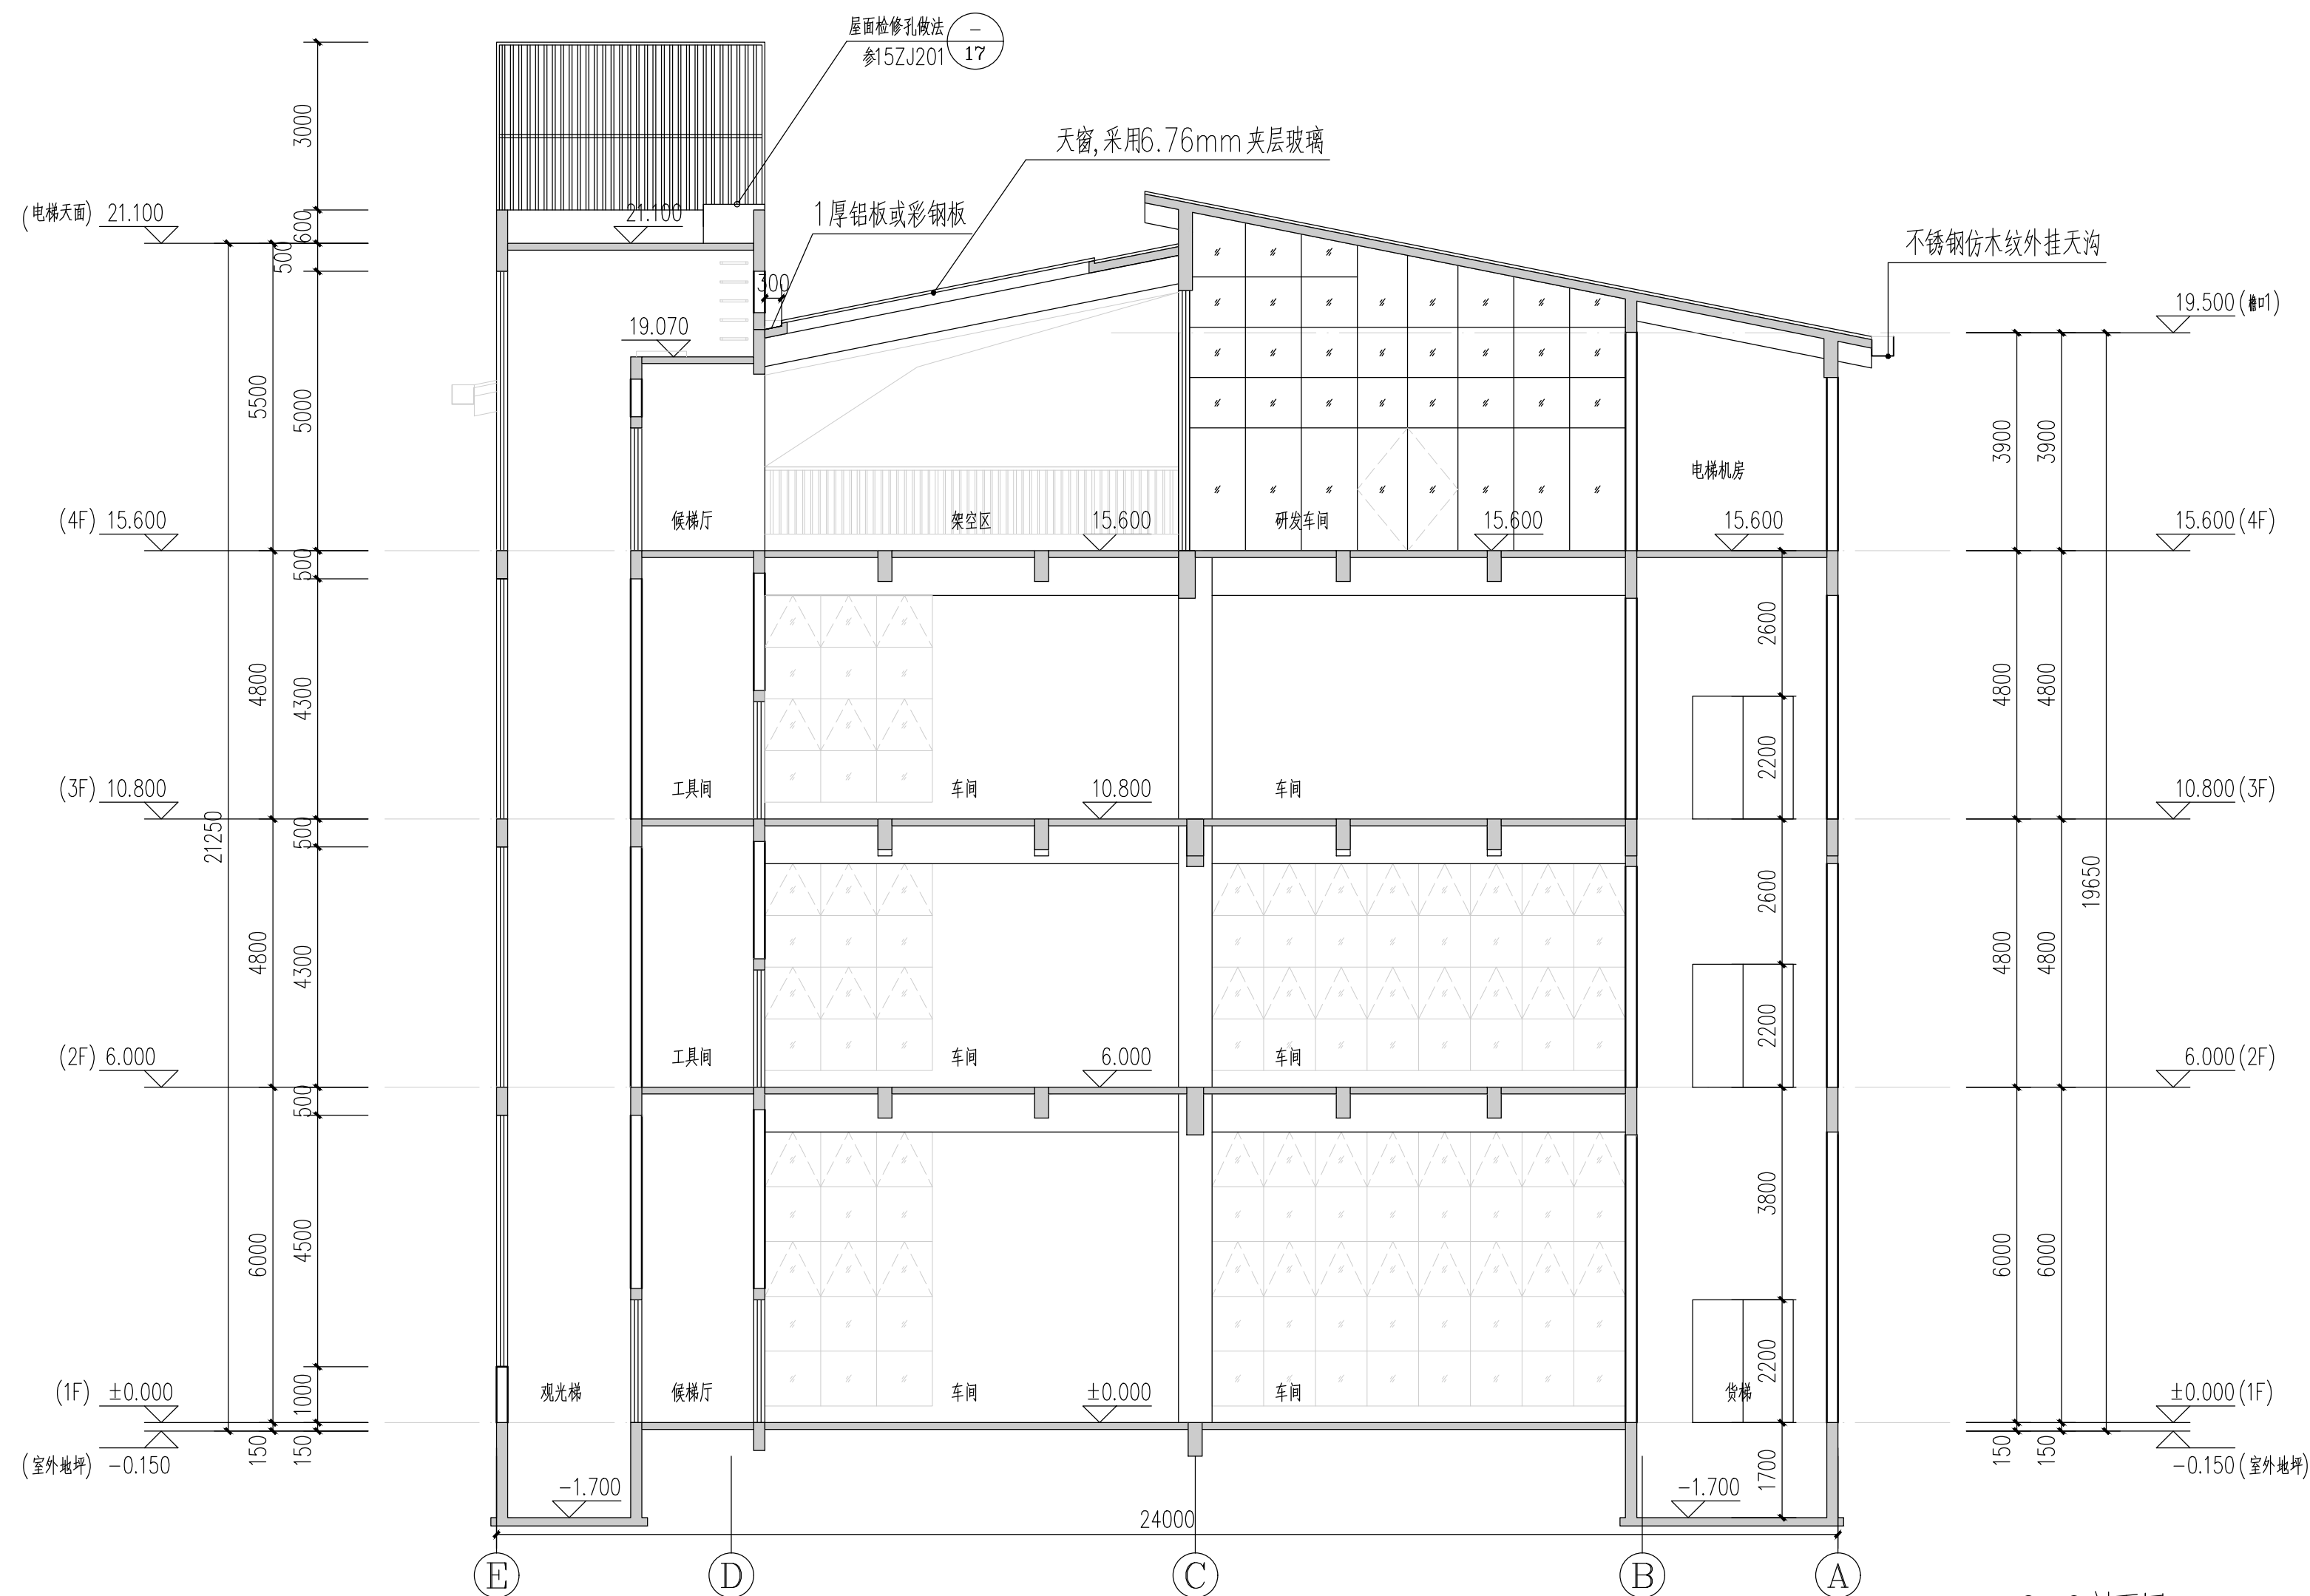 屋面检修孔做法
参15ZJ201
-
17
天窗,采用6.76mm夹层玻璃
1厚铝板或彩钢板
不锈钢仿木纹外挂天沟
3000
(电梯天面) 21.100
21.100
600
500
300
19.500(檐口1)
19.070
5500
5000
3900
3900
电梯机房
(4F) 15.600
候梯厅
架空区
15.600
研发车间
15.600
15.600
15.600(4F)
500
2600
4800
4300
4800
4800
2200
(3F) 10.800
工具间
车间
10.800
车间
10.800(3F)
21250
500
19650
2600
4800
4300
4800
4800
2200
(2F) 6.000
工具间
车间
6.000
车间
6.000(2F)
500
3800
6000
4500
6000
6000
2200
1000
(1F) ±0.000
观光梯
候梯厅
车间
±0.000
车间
货梯
±0.000(1F)
150
150
150
150
(室外地坪) -0.150
-0.150(室外地坪)
1700
-1.700
-1.700
24000
E
D
C
B
A